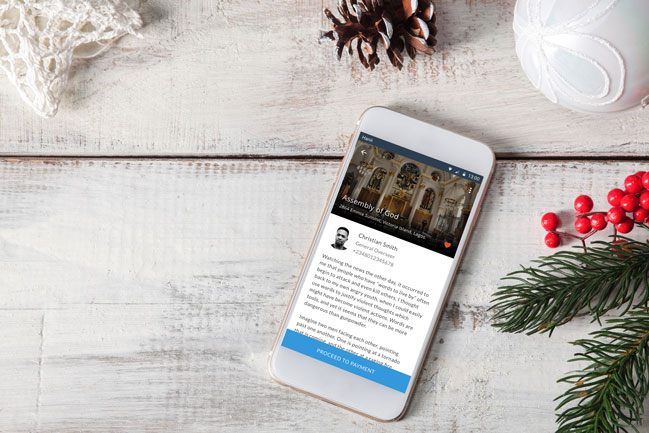 13:00
Assembly of God
Victoria Island, Lagos
Christian Smith
General Overseer
+2348012345678
Watching the news the other day, it occurred to
me that people who have "words to live by" often
begin to attack and even kill others. I thought
back to my own angry youth, when I could easily
use words to justify violent thoughts which
might have become violent actions. Words are
tools, and yet it seems that they can be more
dangerous than gunpowder.
Imagine two men facing each other, pointing
past one another. One is pointing at a tornado
PROCEED TO PAYMENT